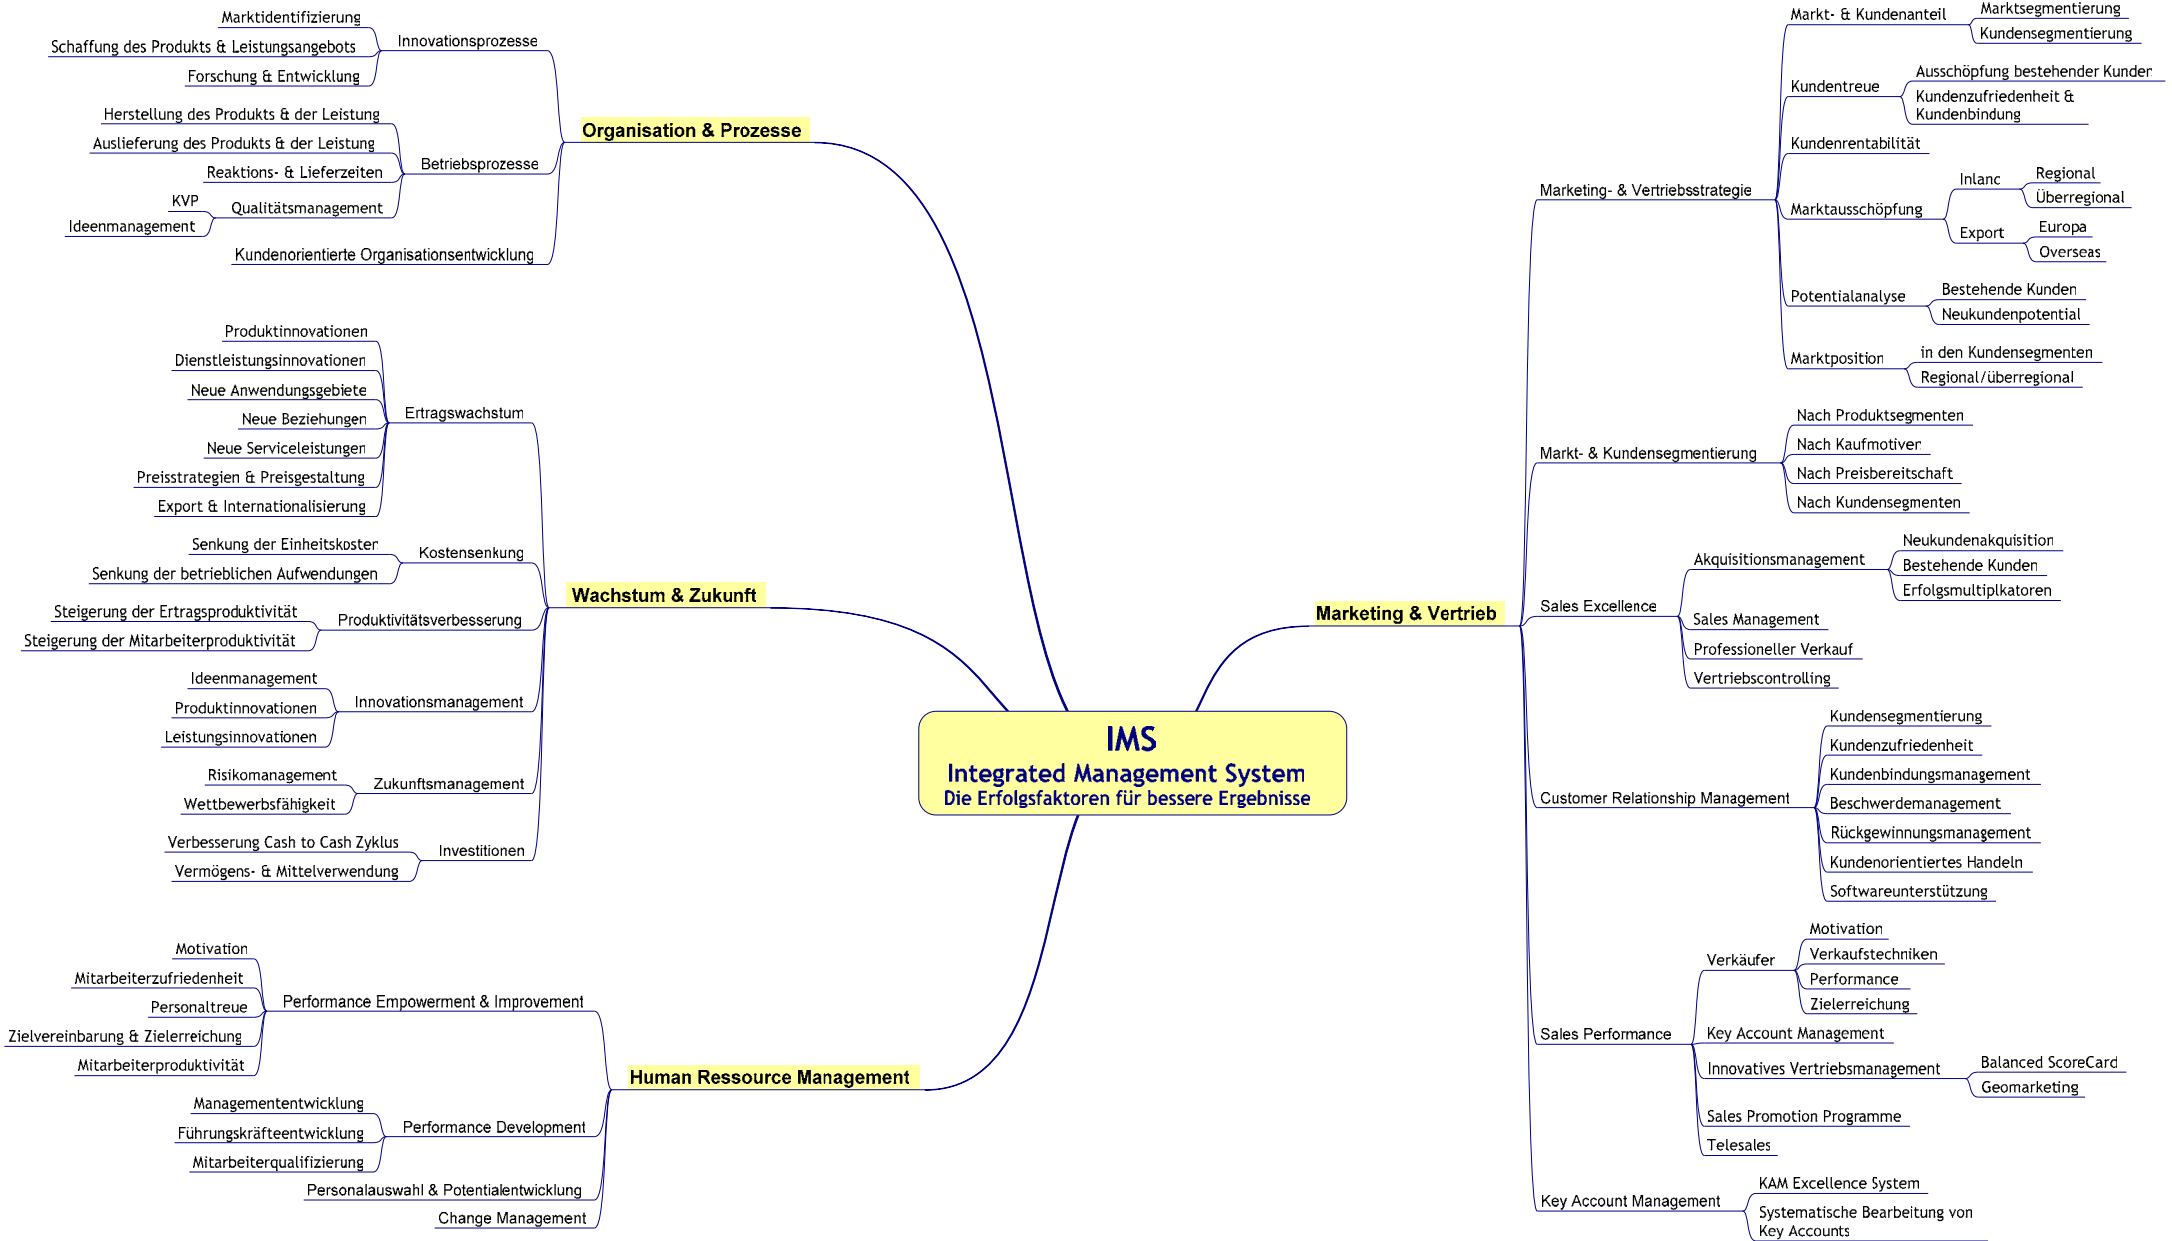 IMS
Integrated Management System
Die Erfolgsfaktoren für bessere Ergebnisse
Organisation & Prozesse
Innovationsprozesse
Marktidentifizierung
Schaffung des Produkts & Leistungsangebots
Forschung & Entwicklung
Betriebsprozesse
Herstellung des Produkts & der Leistung
Auslieferung des Produkts & der Leistung
Reaktions- & Lieferzeiten
Qualitätsmanagement
KVP
Ideenmanagement
Kundenorientierte Organisationsentwicklung
Wachstum & Zukunft
Ertragswachstum
Produktinnovationen
Dienstleistungsinnovationen
Neue Anwendungsgebiete
Neue Beziehungen
Neue Serviceleistungen
Preisstrategien & Preisgestaltung
Export & Internationalisierung
Kostensenkung
Senkung der Einheitskosten
Senkung der betrieblichen Aufwendungen
Produktivitätsverbesserung
Steigerung der Ertragsproduktivität
Steigerung der Mitarbeiterproduktivität
Innovationsmanagement
Ideenmanagement
Produktinnovationen
Leistungsinnovationen
Zukunftsmanagement
Risikomanagement
Wettbewerbsfähigkeit
Investitionen
Verbesserung Cash to Cash Zyklus
Vermögens- & Mittelverwendung
Human Ressource Management
Performance Empowerment & Improvement
Motivation
Mitarbeiterzufriedenheit
Personaltreue
Zielvereinbarung & Zielerreichung
Mitarbeiterproduktivität
Performance Development
Managemententwicklung
Führungskräfteentwicklung
Mitarbeiterqualifizierung
Personalauswahl & Potentialentwicklung
Change Management
Marketing & Vertrieb
Marketing- & Vertriebsstrategie
Markt- & Kundenanteil
Marktsegmentierung
Kundensegmentierung
Kundentreue
Ausschöpfung bestehender Kunden
Kundenzufriedenheit &
Kundenbindung
Kundenrentabilität
Marktausschöpfung
Inland
Regional
Überregional
Export
Europa
Overseas
Potentialanalyse
Bestehende Kunden
Neukundenpotential
Marktposition
in den Kundensegmenten
Regional/überregional
Markt- & Kundensegmentierung
Nach Produktsegmenten
Nach Kaufmotiven
Nach Preisbereitschaft
Nach Kundensegmenten
Sales Excellence
Akquisitionsmanagement
Neukundenakquisition
Bestehende Kunden
Erfolgsmultiplkatoren
Sales Management
Professioneller Verkauf
Vertriebscontrolling
Customer Relationship Management
Kundensegmentierung
Kundenzufriedenheit
Kundenbindungsmanagement
Beschwerdemanagement
Rückgewinnungsmanagement
Kundenorientiertes Handeln
Softwareunterstützung
Sales Performance
Verkäufer
Motivation
Verkaufstechniken
Performance
Zielerreichung
Key Account Management
Innovatives Vertriebsmanagement
Balanced ScoreCard
Geomarketing
Sales Promotion Programme
Telesales
Key Account Management
KAM Excellence System
Systematische Bearbeitung von
Key Accounts